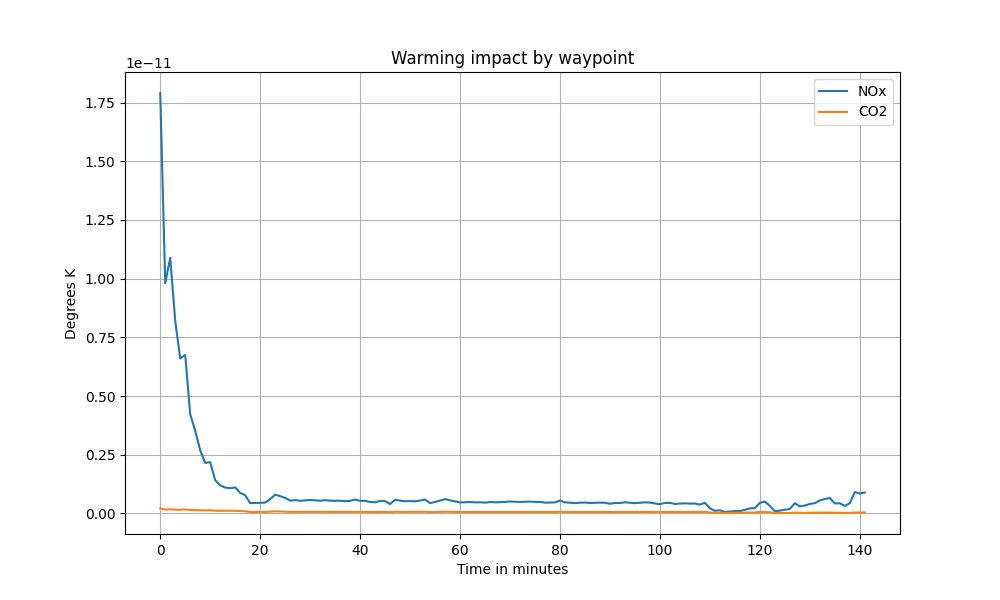 Warming impact by waypoint
1e−11
NOx
CO2
1.75
1.50
1.25
1.00
0.75
0.50
0.25
0.00
Degrees K
0 20 40 60 80 100 120 140
Time in minutes